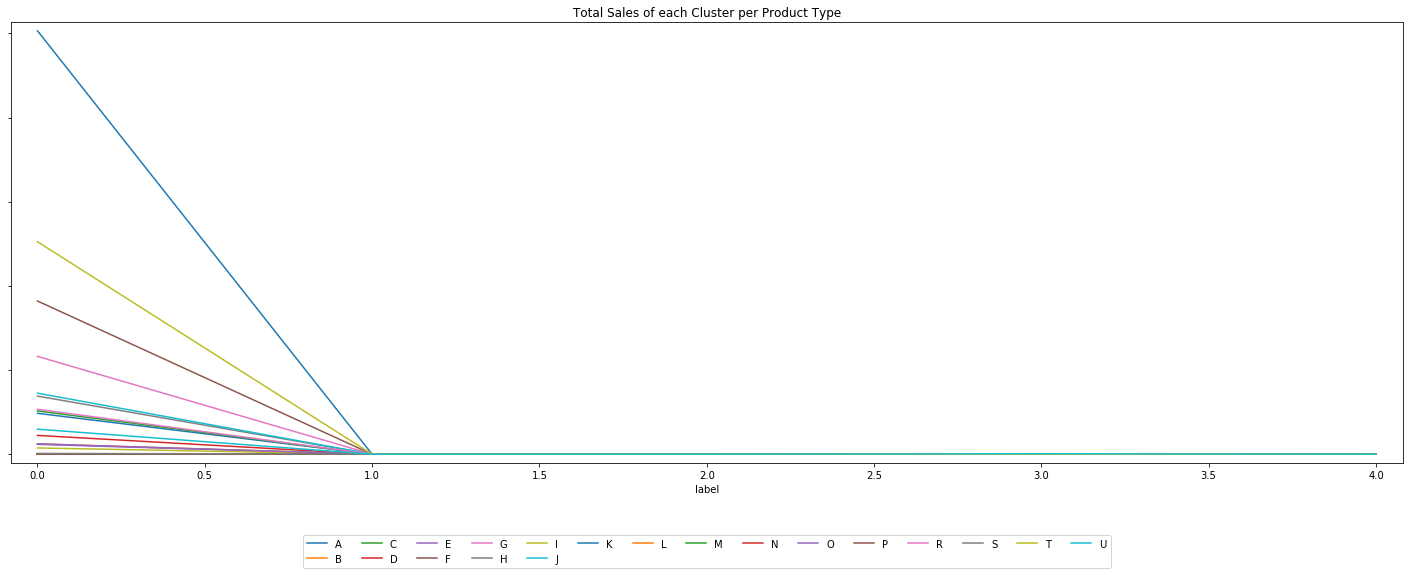 Total Sales of each Cluster per Product Type
0.0 0.5 1.0 1.5 2.0 2.5 3.0 3.5 4.0
label
A C E G I K L M N O P R S T U
B D F H J